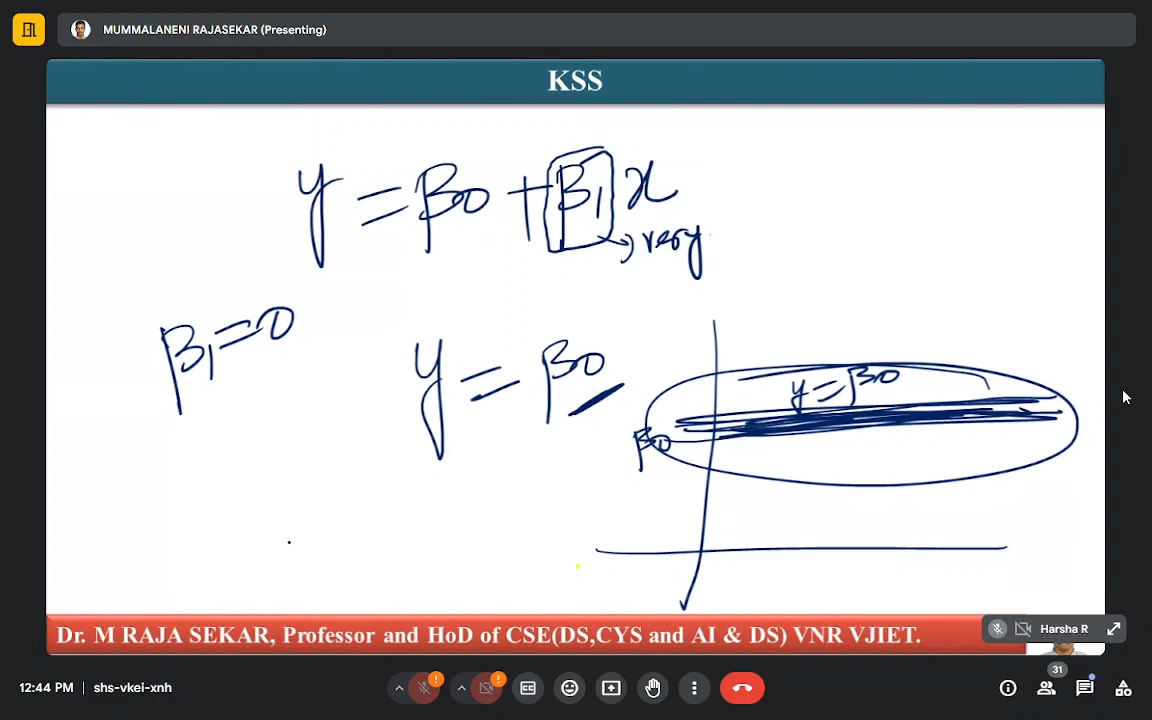 MUMMALANENI RAJASEKAR (Presenting)
KSS
y = β0 + β1 x
→ very
β1 = 0
y = β0
y = β0
β0
Dr. M RAJA SEKAR, Professor and HoD of CSE(DS,CYS and AI & DS) VNR VJIET.
Harsha R
31
12:44 PM | shs-vkei-xnh